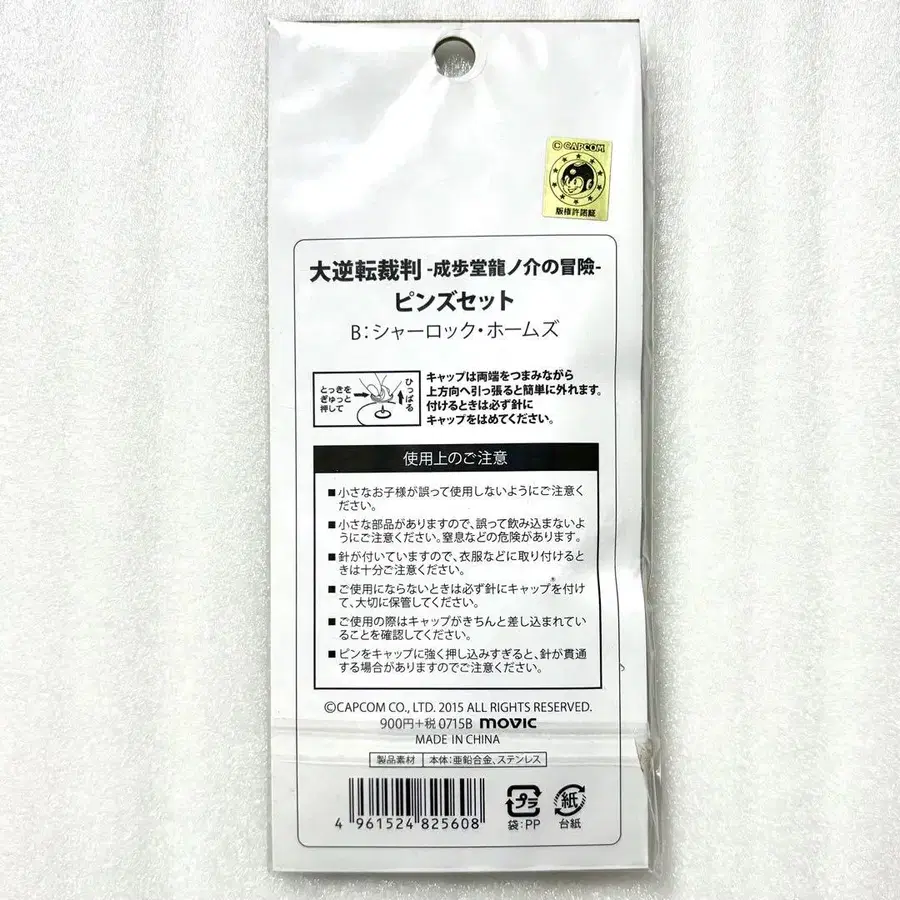 © CAPCOM
版権許諾証
大逆転裁判 -成歩堂龍ノ介の冒險-
ピンズセット
B：シャーロック・ホームズ
とっきを
ぎゅっと
押して
ひっぱる
キャップは両端をつまみながら
上方向へ引っ張ると簡単に外れます。
付けるときは必ず針に
キャップをはめてください。
使用上のご注意
■小さなお子様が誤って使用しないようにご注意く
ださい。
■小さな部品がありますので、誤って飲み込まないよ
うにご注意ください。窒息などの危険があります。
■針が付いていますので、衣服などに取り付けると
きは十分ご注意ください。
■ご使用にならないときは必ず針にキャップを付け
て、大切に保管してください。
■ご使用の際はキャップがきちんと差し込まれてい
ることを確認してください。
■ピンをキャップに強く押し込みすぎると、針が貫通
する場合がありますのでご注意ください。
©CAPCOM CO., LTD. 2015 ALL RIGHTS RESERVED.
900円+税 0715B movic
MADE IN CHINA
製品素材 本体：亜鉛合金、ステンレス
4 961524 825608
プラ
袋：PP
紙
台紙